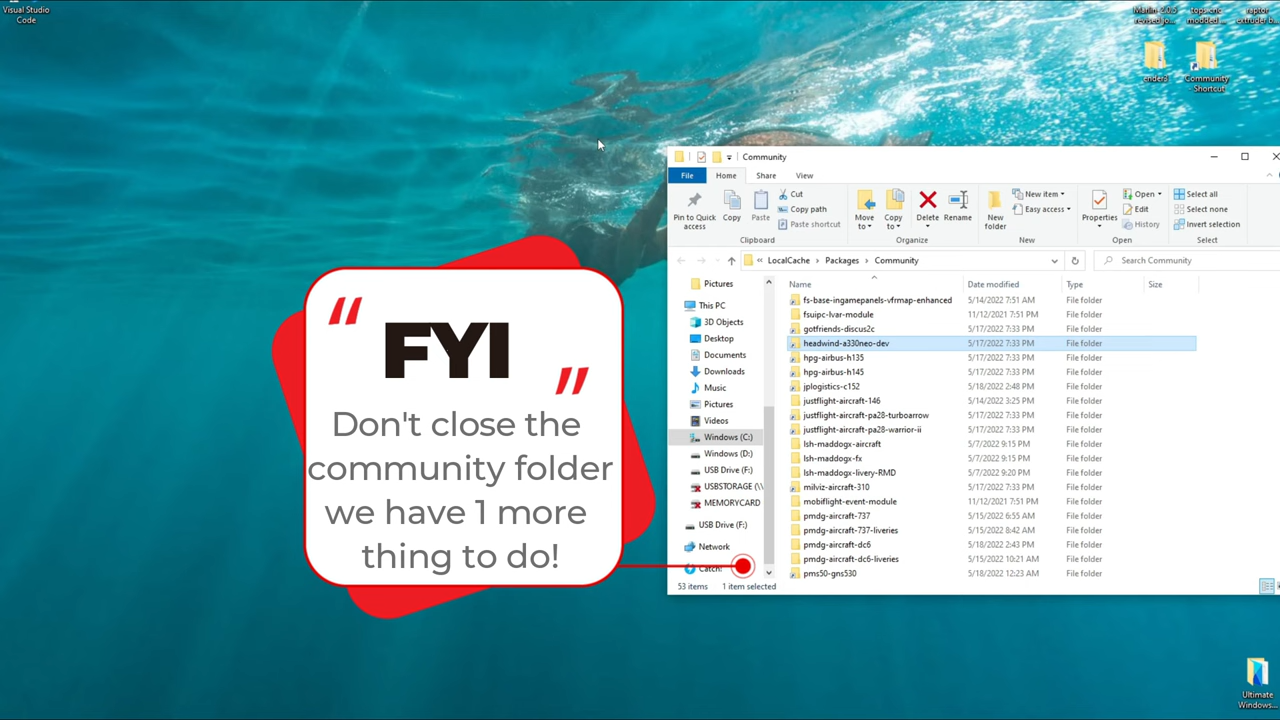 Visual Studio
Code
Marlin-2.0.5
revised Jo...
tops.cnc
modded...
raptor
extruder b...
ender3
Community
Shortcut
Community
File
Home
Share
View
Pin to Quick
access
Copy
Paste
Cut
Copy path
Paste shortcut
Clipboard
Move
to
Copy
to
Delete
Rename
Organize
New
folder
New item
Easy access
New
Properties
Open
Edit
History
Open
Select all
Select none
Invert selection
Select
« LocalCache > Packages > Community
Search Community
Pictures
This PC
3D Objects
Desktop
Documents
Downloads
Music
Pictures
Videos
Windows (C:)
Windows (D:)
USB Drive (F:)
USBSTORAGE (\\
MEMORYCARD
USB Drive (F:)
Network
Catch!
Name Date modified Type Size
fs-base-ingamepanels-vfrmap-enhanced 5/14/2022 7:51 AM File folder
fsuipc-lvar-module 11/12/2021 7:51 PM File folder
gotfriends-discus2c 5/17/2022 7:33 PM File folder
headwind-a330neo-dev 5/17/2022 7:33 PM File folder
hpg-airbus-h135 5/17/2022 7:33 PM File folder
hpg-airbus-h145 5/17/2022 7:33 PM File folder
jplogistics-c152 5/18/2022 2:48 PM File folder
justflight-aircraft-146 5/14/2022 3:25 PM File folder
justflight-aircraft-pa28-turboarrow 5/17/2022 7:33 PM File folder
justflight-aircraft-pa28-warrior-ii 5/17/2022 7:33 PM File folder
lsh-maddogx-aircraft 5/7/2022 9:15 PM File folder
lsh-maddogx-fx 5/7/2022 9:15 PM File folder
lsh-maddogx-livery-RMD 5/7/2022 9:20 PM File folder
milviz-aircraft-310 5/17/2022 7:33 PM File folder
mobiflight-event-module 11/12/2021 7:51 PM File folder
pmdg-aircraft-737 5/15/2022 6:55 AM File folder
pmdg-aircraft-737-liveries 5/15/2022 8:42 AM File folder
pmdg-aircraft-dc6 5/18/2022 2:43 PM File folder
pmdg-aircraft-dc6-liveries 5/15/2022 10:21 AM File folder
pms50-gns530 5/18/2022 12:23 AM File folder
53 items 1 item selected
"
FYI
"
Don't close the
community folder
we have 1 more
thing to do!
Ultimate
Windows...